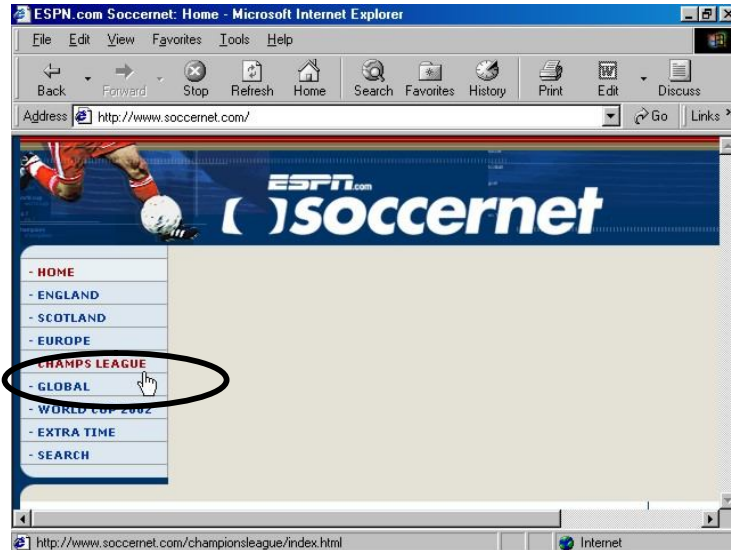 ESPN.com Soccernet: Home - Microsoft Internet Explorer
File Edit View Favorites Tools Help
Back Forward Stop Refresh Home Search Favorites History Print Edit Discuss
Address http://www.soccernet.com/ Go Links »
ESPN.com
soccernet
- HOME
- ENGLAND
- SCOTLAND
- EUROPE
- CHAMPS LEAGUE
- GLOBAL
- WORLD CUP 2002
- EXTRA TIME
- SEARCH
http://www.soccernet.com/championsleague/index.html Internet